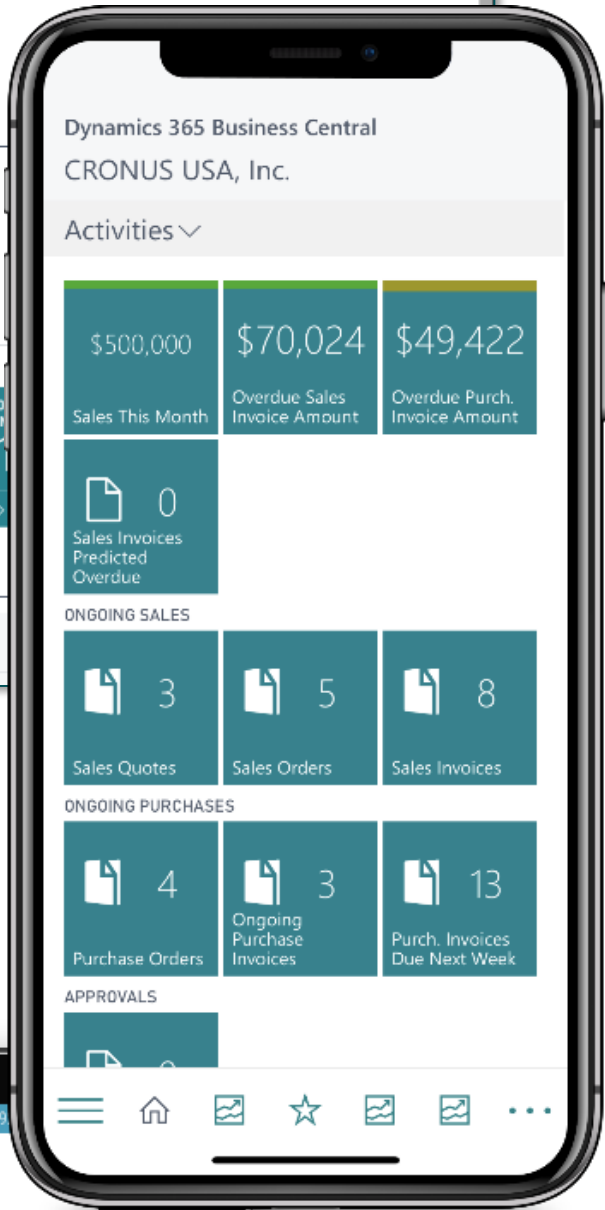 Dynamics 365 Business Central
CRONUS USA, Inc.
Activities
$500,000
Sales This Month
$70,024
Overdue Sales
Invoice Amount
$49,422
Overdue Purch.
Invoice Amount
0
Sales Invoices
Predicted
Overdue
ONGOING SALES
3
Sales Quotes
5
Sales Orders
8
Sales Invoices
ONGOING PURCHASES
4
Purchase Orders
3
Ongoing
Purchase
Invoices
13
Purch. Invoices
Due Next Week
APPROVALS